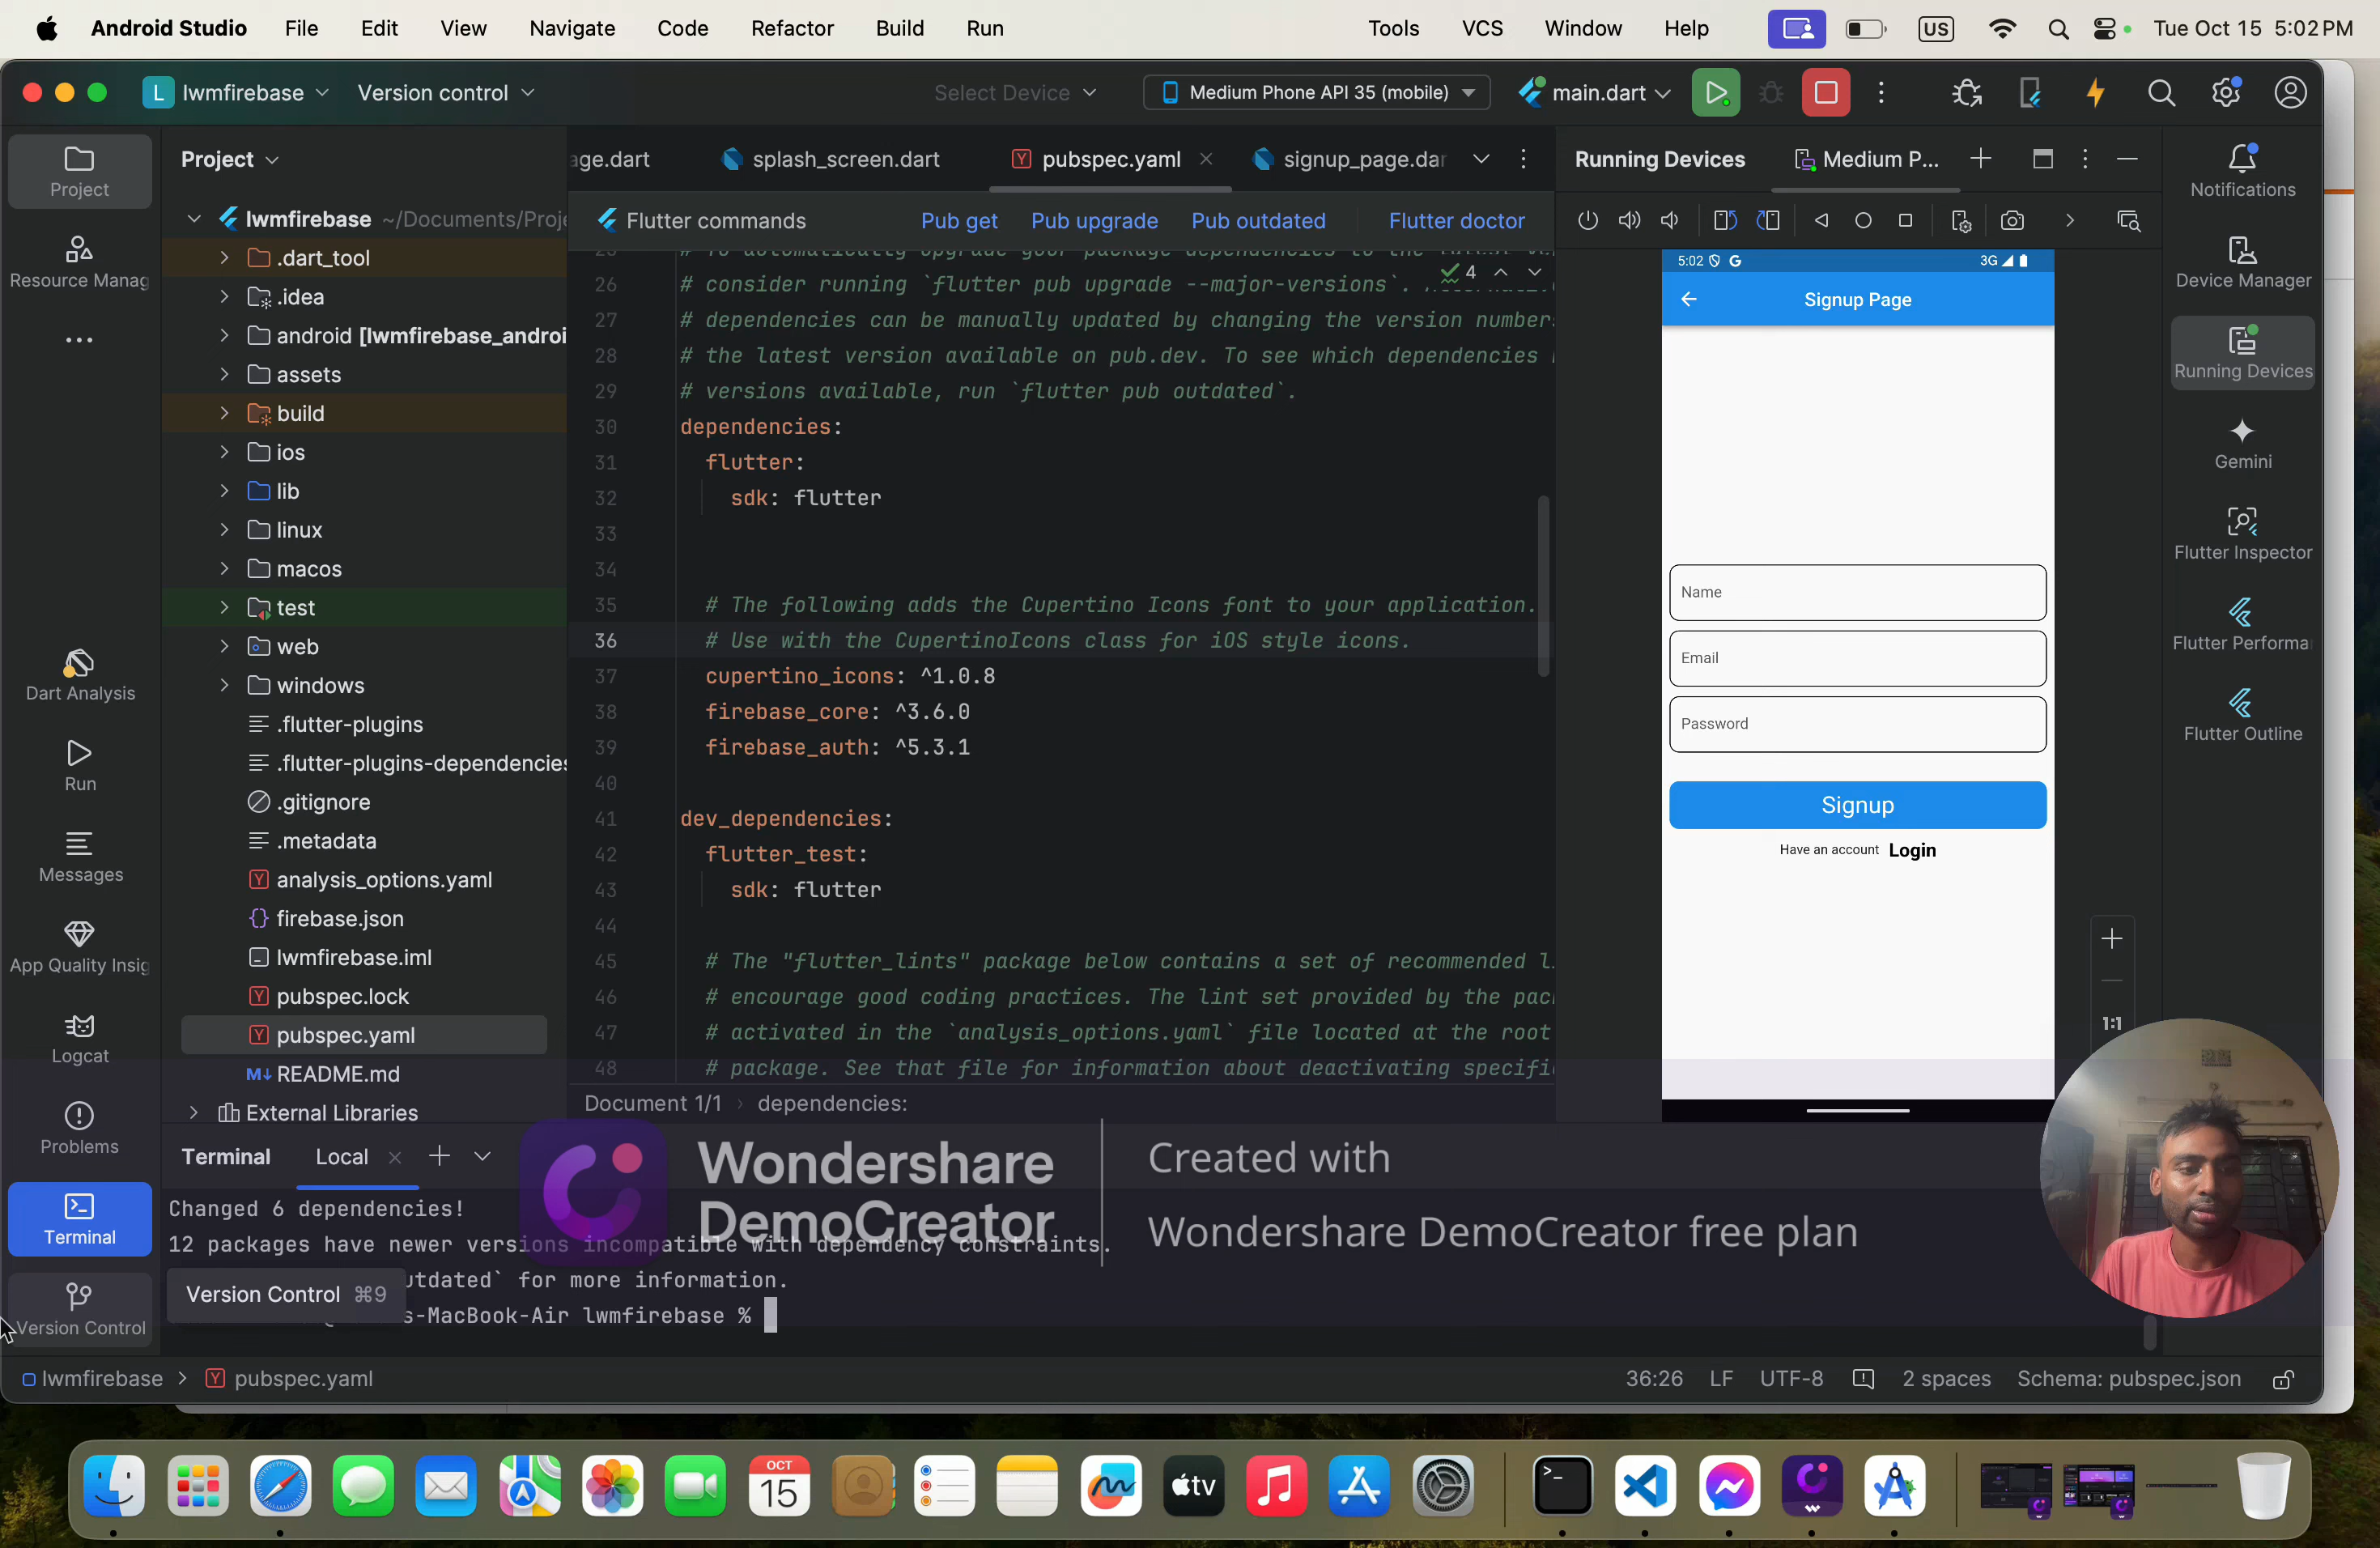 Android Studio File Edit View Navigate Code Refactor Build Run Tools VCS Window Help US Tue Oct 15 5:02 PM
L lwmfirebase Version control Select Device Medium Phone API 35 (mobile) main.dart
Project
Resource Manag
Dart Analysis
Run
Messages
App Quality Insig
Logcat
Problems
Terminal
Version Control
Project
lwmfirebase ~/Documents/Proje
.dart_tool
.idea
android [lwmfirebase_androi
assets
build
ios
lib
linux
macos
test
web
windows
.flutter-plugins
.flutter-plugins-dependencies
.gitignore
.metadata
analysis_options.yaml
firebase.json
lwmfirebase.iml
pubspec.lock
pubspec.yaml
README.md
External Libraries
age.dart splash_screen.dart pubspec.yaml signup_page.dar
Flutter commands Pub get Pub upgrade Pub outdated Flutter doctor
4
26 # consider running `flutter pub upgrade --major-versions`.
27 # dependencies can be manually updated by changing the version number
28 # the latest version available on pub.dev. To see which dependencies
29 # versions available, run `flutter pub outdated`.
30 dependencies:
31 flutter:
32 sdk: flutter
33
34
35 # The following adds the Cupertino Icons font to your application.
36 # Use with the CupertinoIcons class for iOS style icons.
37 cupertino_icons: ^1.0.8
38 firebase_core: ^3.6.0
39 firebase_auth: ^5.3.1
40
41 dev_dependencies:
42 flutter_test:
43 sdk: flutter
44
45 # The "flutter_lints" package below contains a set of recommended l
46 # encourage good coding practices. The lint set provided by the pac
47 # activated in the `analysis_options.yaml` file located at the root
48 # package. See that file for information about deactivating specifi
Document 1/1 › dependencies:
Running Devices Medium P...
5:02 G 3G
Signup Page
Name
Email
Password
Signup
Have an account Login
1:1
Notifications
Device Manager
Running Devices
Gemini
Flutter Inspector
Flutter Performa
Flutter Outline
Terminal Local
Changed 6 dependencies!
12 packages have newer versions incompatible with dependency constraints.
utdated` for more information.
s-MacBook-Air lwmfirebase %
Version Control ⌘9
Wondershare
DemoCreator
Created with
Wondershare DemoCreator free plan
lwmfirebase > pubspec.yaml 36:26 LF UTF-8 2 spaces Schema: pubspec.json
OCT
15
tv